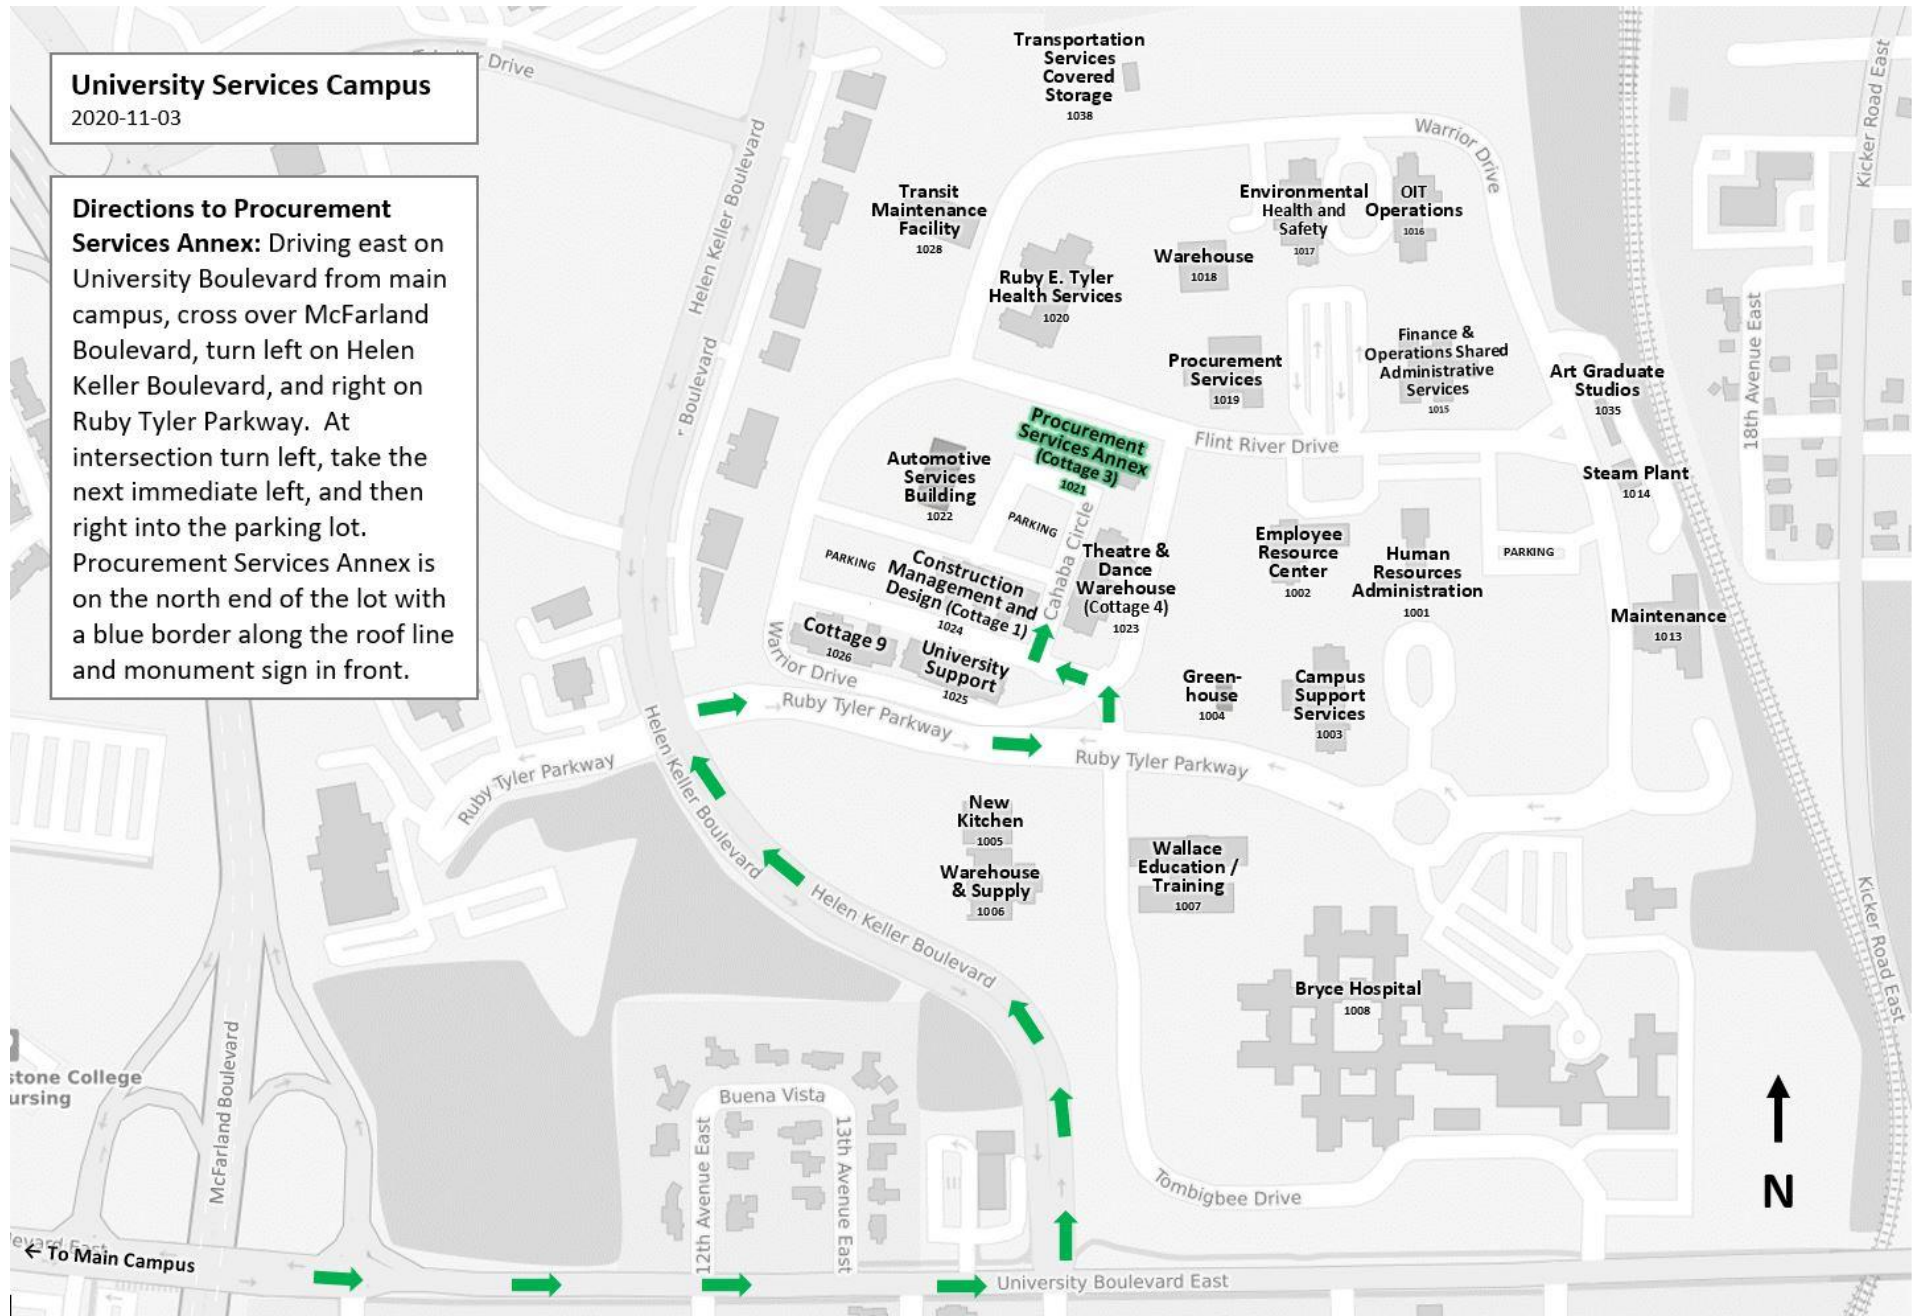 University Services Campus
2020-11-03
Directions to Procurement
Services Annex: Driving east on
University Boulevard from main
campus, cross over McFarland
Boulevard, turn left on Helen
Keller Boulevard, and right on
Ruby Tyler Parkway. At
intersection turn left, take the
next immediate left, and then
right into the parking lot.
Procurement Services Annex is
on the north end of the lot with
a blue border along the roof line
and monument sign in front.
Drive
Transportation
Services
Covered
Storage
1038
Warrior Drive
Kicker Road East
Helen Keller Boulevard
Transit
Maintenance
Facility
1028
Environmental
Health and
Safety
1017
OIT
Operations
1016
Warehouse
1018
Ruby E. Tyler
Health Services
1020
Boulevard
Procurement
Services
1019
Finance &
Operations Shared
Administrative
Services
1015
Art Graduate
Studios
1035
18th Avenue East
Procurement
Services Annex
(Cottage 3)
1021
Flint River Drive
Automotive
Services
Building
1022
Steam Plant
1014
PARKING
PARKING
Cahaba Circle
Construction
Management and
Design (Cottage 1)
1024
Theatre &
Dance
Warehouse
(Cottage 4)
1023
Employee
Resource
Center
1002
Human
Resources
Administration
1001
PARKING
Maintenance
1013
Cottage 9
1026
University
Support
1025
Warrior Drive
Green-
house
1004
Campus
Support
Services
1003
Ruby Tyler Parkway
Ruby Tyler Parkway
Ruby Tyler Parkway
Helen Keller Boulevard
New
Kitchen
1005
Warehouse
& Supply
1006
Wallace
Education /
Training
1007
Helen Keller Boulevard
Kicker Road East
Bryce Hospital
1008
stone College
ursing
McFarland Boulevard
Buena Vista
12th Avenue East
13th Avenue East
Tombigbee Drive
N
← To Main Campus
University Boulevard East